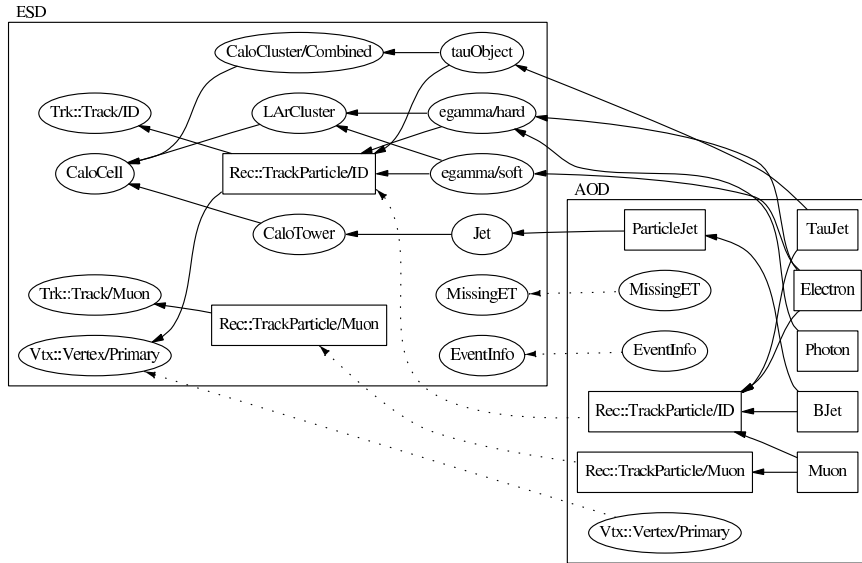 ESD
CaloCluster/Combined
tauObject
Trk::Track/ID
LArCluster
egamma/hard
CaloCell
Rec::TrackParticle/ID
egamma/soft
CaloTower
Jet
Trk::Track/Muon
Rec::TrackParticle/Muon
MissingET
Vtx::Vertex/Primary
EventInfo
AOD
ParticleJet
TauJet
MissingET
Electron
EventInfo
Photon
Rec::TrackParticle/ID
BJet
Rec::TrackParticle/Muon
Muon
Vtx::Vertex/Primary